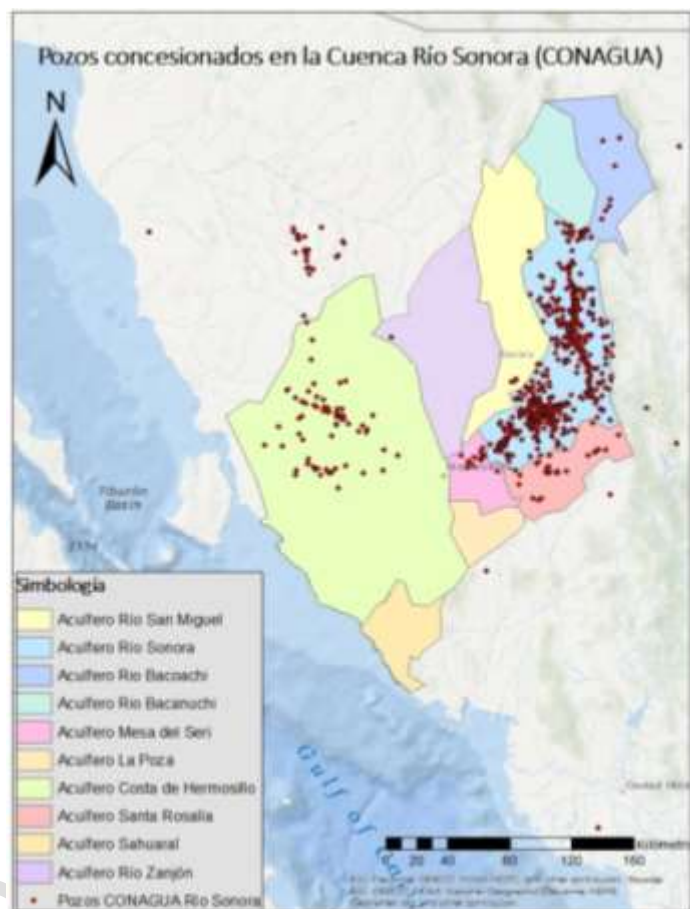 Pozos concesionados en la Cuenca Río Sonora (CONAGUA)
N
Tiburón
Basin
Gulf of
Simbología
Acuífero Río San Miguel
Acuífero Río Sonora
Acuífero Río Bacoachi
Acuífero Río Bacanuchi
Acuífero Mesa del Seri
Acuífero La Poza
Acuífero Costa de Hermosillo
Acuífero Santa Rosalía
Acuífero Sahuaral
Acuífero Río Zanjón
Pozos CONAGUA Río Sonora
Ciudad
0 20 40 80 120 160